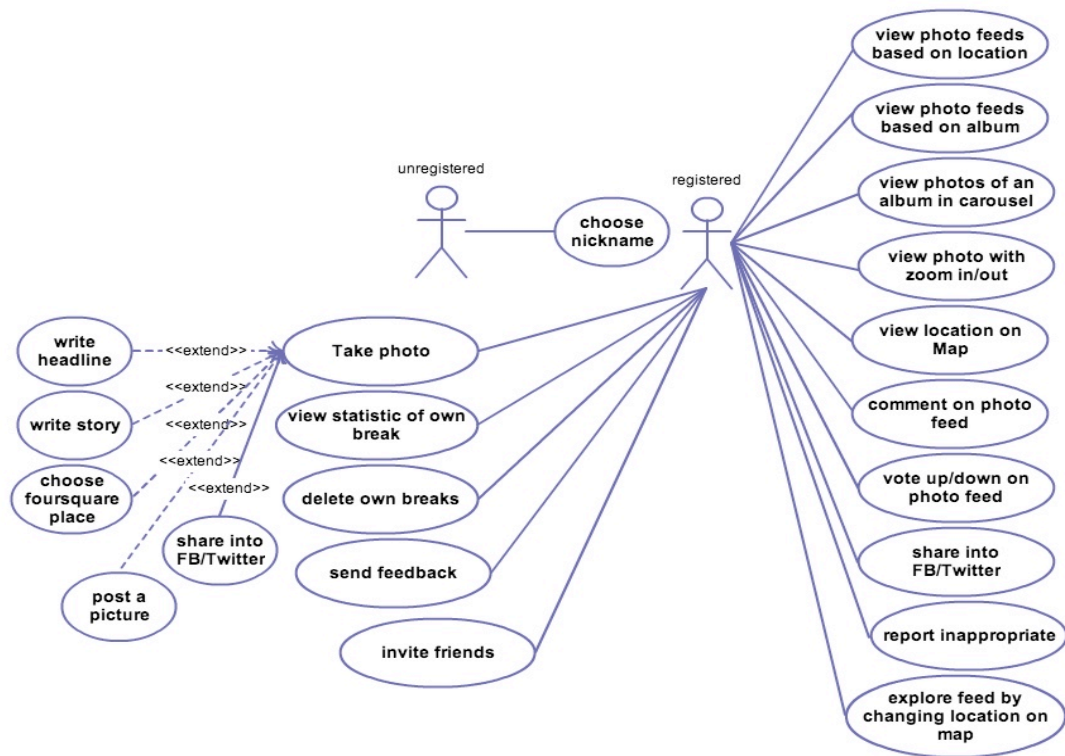 view photo feeds
based on location
view photo feeds
based on album
unregistered
registered
view photos of an
album in carousel
choose
nickname
view photo with
zoom in/out
write
headline
<<extend>>
Take photo
view location on
Map
<<extend>>
write story
<<extend>>
view statistic of own
break
comment on photo
feed
<<extend>>
choose
foursquare
place
<<extend>>
delete own breaks
vote up/down on
photo feed
share into
FB/Twitter
send feedback
share into
FB/Twitter
post a
picture
invite friends
report inappropriate
explore feed by
changing location on
map